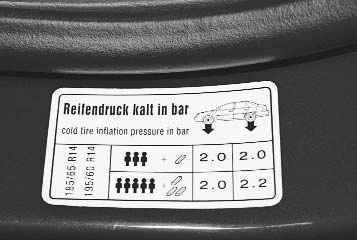 Reifendruck kalt in bar
cold tire inflation pressure in bar
185/65 R14
195/60 R14
+ 2.0 2.0
+ 2.0 2.2